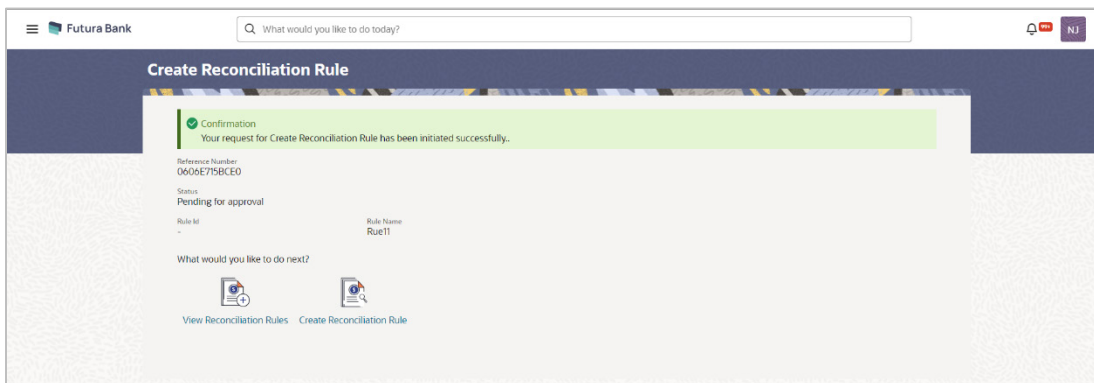 Futura Bank
What would you like to do today?
99+
NJ
Create Reconciliation Rule
Confirmation
Your request for Create Reconciliation Rule has been initiated successfully..
Reference Number
0606E715BCE0
Status
Pending for approval
Rule Id Rule Name
- Rue11
What would you like to do next?
View Reconciliation Rules Create Reconciliation Rule